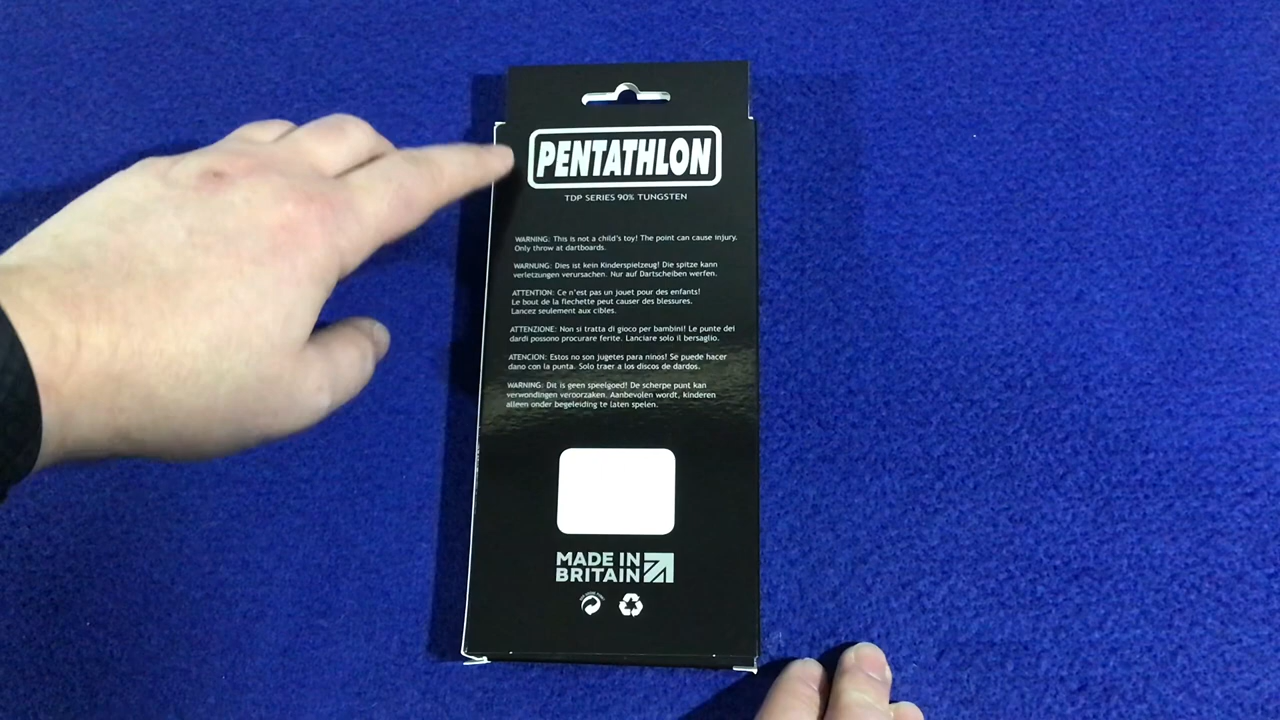 PENTATHLON
TDP SERIES 90% TUNGSTEN
WARNING: This is not a child's toy! The point can cause injury.
Only throw at dartboards.
WARNUNG: Dies ist kein Kinderspielzeug! Die spitze kann
verletzungen verursachen. Nur auf Dartscheiben werfen.
ATTENTION: Ce n'est pas un jouet pour des enfants!
Le bout de la flechette peut causer des blessures.
Lancez seulement aux cibles.
ATTENZIONE: Non si tratta di gioco per bambini! Le punte dei
dardi possono procurare ferite. Lanciare solo il bersaglio.
ATENCION: Estos no son jugetes para ninos! Se puede hacer
dano con la punta. Solo traer a los discos de dardos.
WARNING: Dit is geen speelgoed! De scherpe punt kan
verwondingen veroorzaken. Aanbevolen wordt, kinderen
alleen onder begeleiding te laten spelen.
MADE IN
BRITAIN